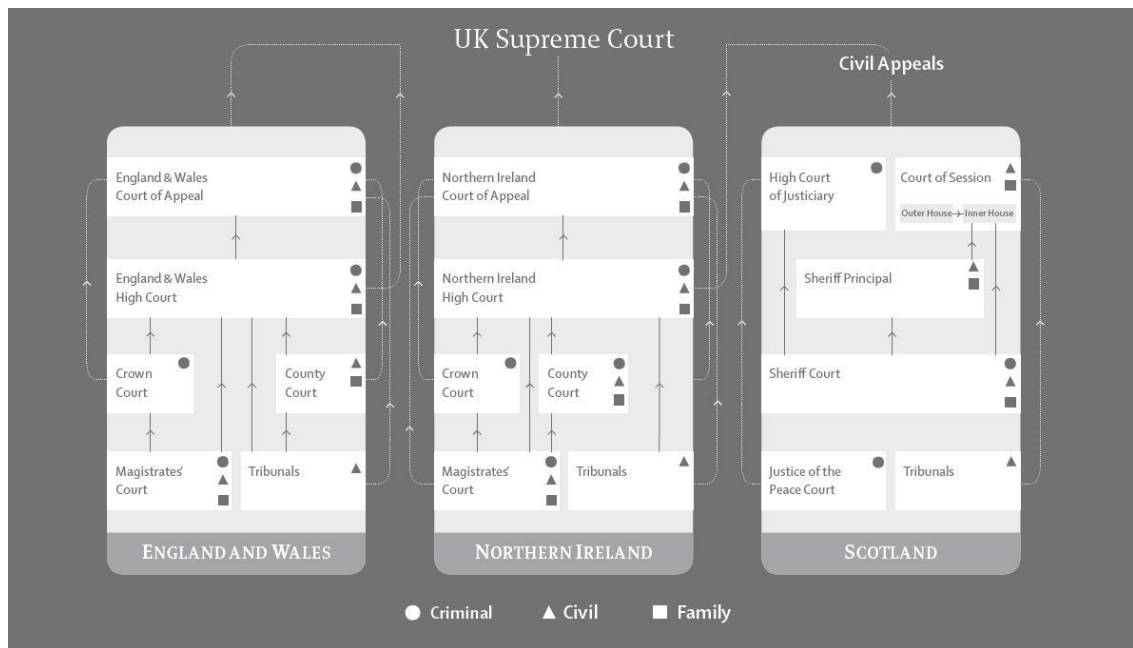 UK Supreme Court
Civil Appeals
England & Wales
Court of Appeal
England & Wales
High Court
Crown
Court
County
Court
Magistrates'
Court
Tribunals
ENGLAND AND WALES
Northern Ireland
Court of Appeal
Northern Ireland
High Court
Crown
Court
County
Court
Magistrates'
Court
Tribunals
NORTHERN IRELAND
High Court
of Justiciary
Court of Session
Outer House
Inner House
Sheriff Principal
Sheriff Court
Justice of the
Peace Court
Tribunals
SCOTLAND
Criminal
Civil
Family